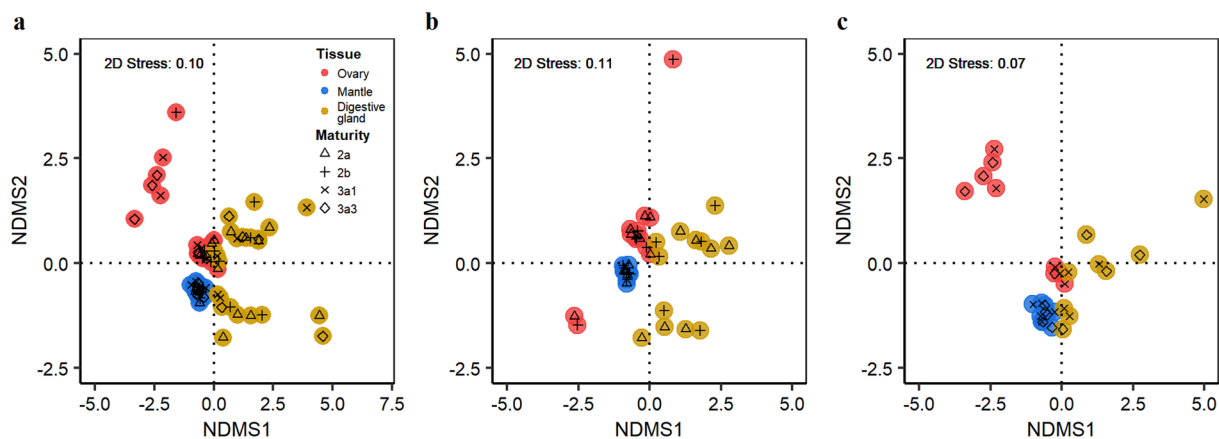 a
5.0
2.5
0.0
-2.5
NDMS2
2D Stress: 0.10
Tissue
Ovary
Mantle
Digestive
gland
Maturity
2a
2b
3a1
3a3
-5.0 -2.5 0.0 2.5 5.0 7.5
NDMS1
b
5.0
2.5
0.0
-2.5
NDMS2
2D Stress: 0.11
-5.0 -2.5 0.0 2.5 5.0
NDMS1
c
5.0
2.5
0.0
-2.5
NDMS2
2D Stress: 0.07
-5.0 -2.5 0.0 2.5 5.0
NDMS1